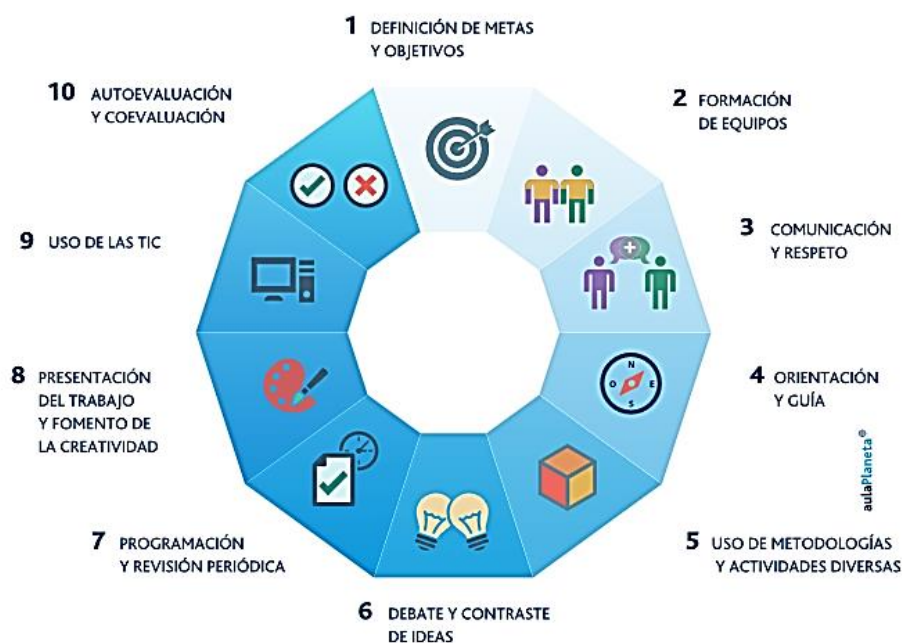 1 DEFINICIÓN DE METAS
Y OBJETIVOS
2 FORMACIÓN
DE EQUIPOS
3 COMUNICACIÓN
Y RESPETO
N
O E
S
4 ORIENTACIÓN
Y GUÍA
5 USO DE METODOLOGÍAS
Y ACTIVIDADES DIVERSAS
6 DEBATE Y CONTRASTE
DE IDEAS
7 PROGRAMACIÓN
Y REVISIÓN PERIÓDICA
8 PRESENTACIÓN
DEL TRABAJO
Y FOMENTO DE
LA CREATIVIDAD
9 USO DE LAS TIC
10 AUTOEVALUACIÓN
Y COEVALUACIÓN
aulaPlaneta®